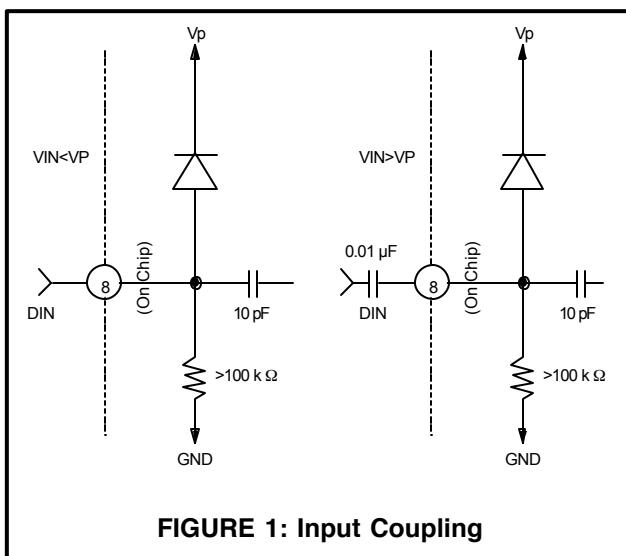 Vp
VIN<VP
8
(On Chip)
DIN
10 pF
>100 k Ω
GND
Vp
VIN>VP
0.01 µF
8
(On Chip)
DIN
10 pF
>100 k Ω
GND
FIGURE 1: Input Coupling